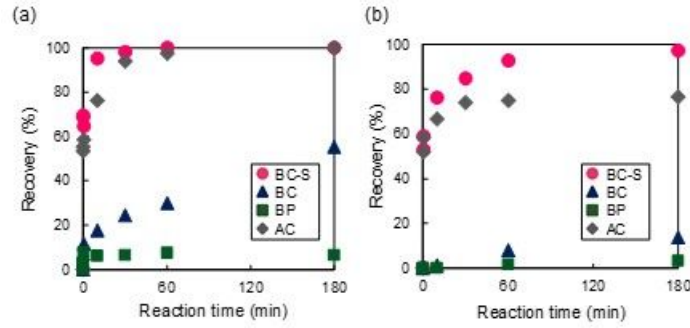 (a)
Recovery (%)
100
80
60
40
20
0
BC-S
BC
BP
AC
0 60 120 180
Reaction time (min)
(b)
Recovery (%)
100
80
60
40
20
0
BC-S
BC
BP
AC
0 60 120 180
Reaction time (min)